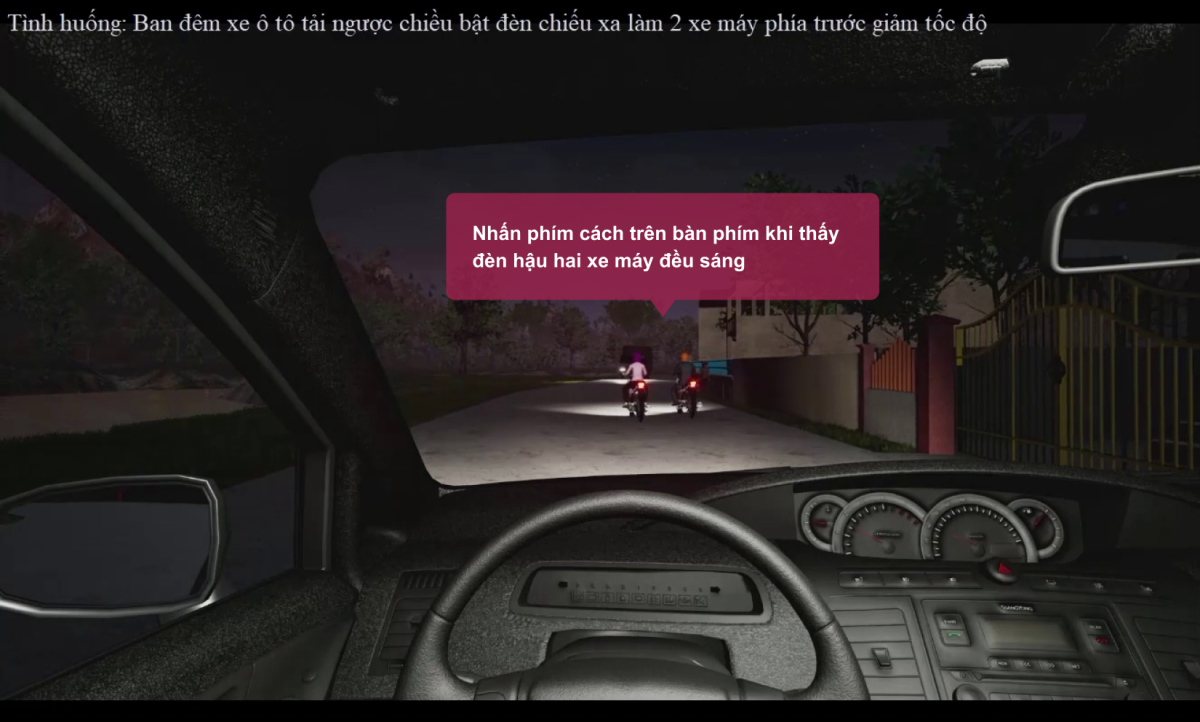 Tình huống: Ban đêm xe ô tô tải ngược chiều bật đèn chiếu xa làm 2 xe máy phía trước giảm tốc độ
Nhấn phím cách trên bàn phím khi thấy
đèn hậu hai xe máy đều sáng
SSANGYONG